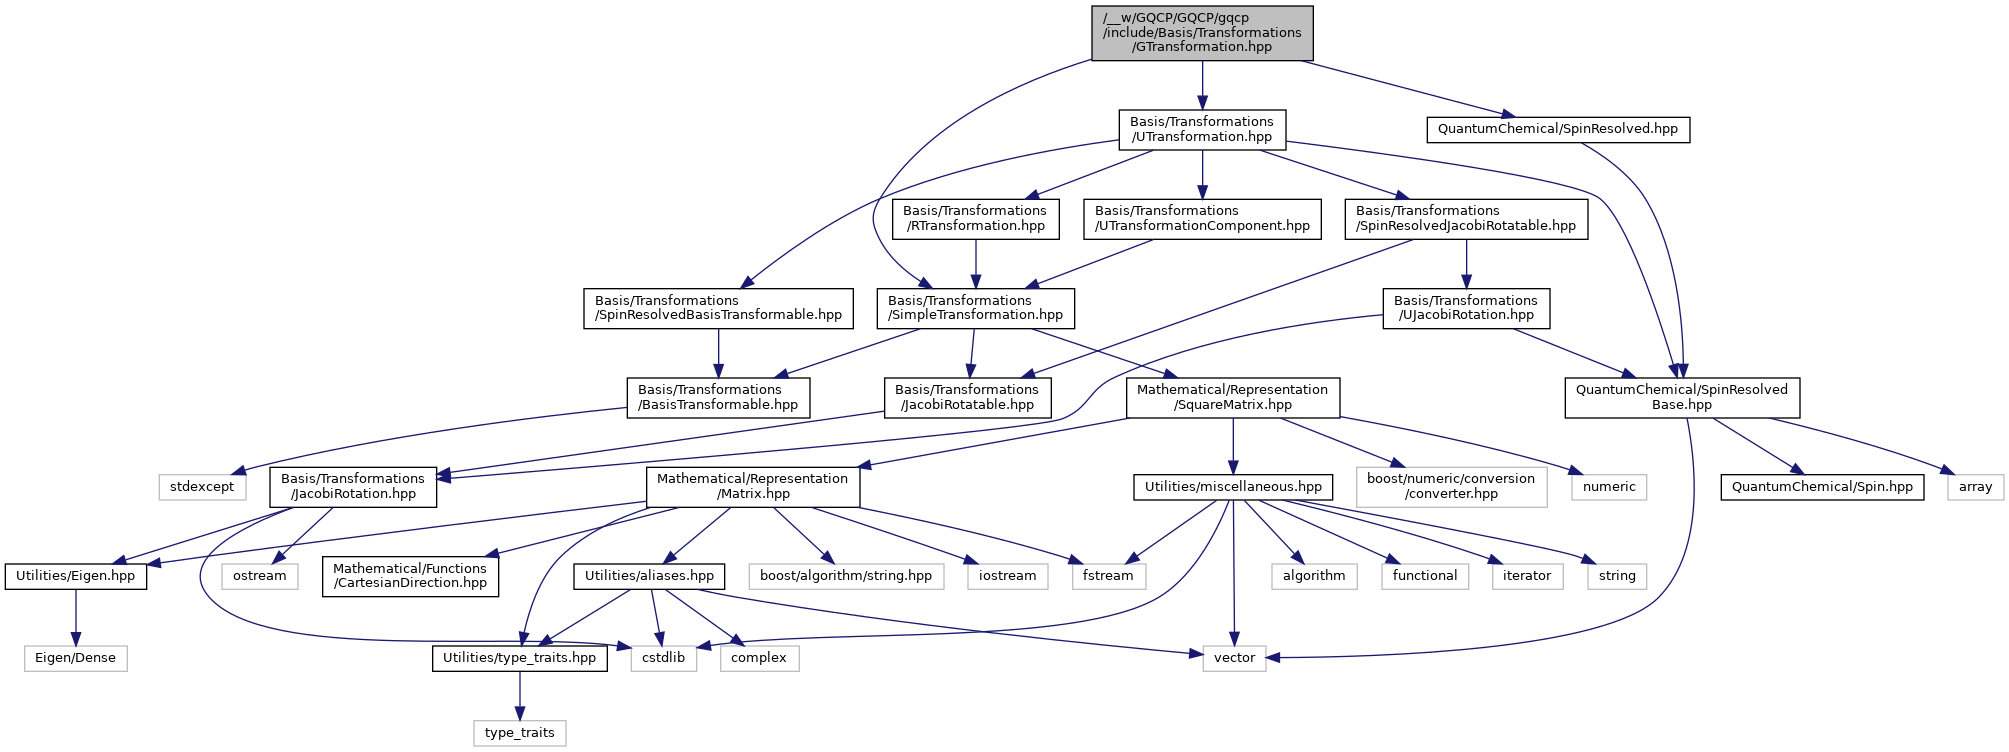 /__w/GQCP/GQCP/gqcp
/include/Basis/Transformations
/GTransformation.hpp
Basis/Transformations
/UTransformation.hpp
QuantumChemical/SpinResolved.hpp
Basis/Transformations
/RTransformation.hpp
Basis/Transformations
/UTransformationComponent.hpp
Basis/Transformations
/SpinResolvedJacobiRotatable.hpp
Basis/Transformations
/SpinResolvedBasisTransformable.hpp
Basis/Transformations
/SimpleTransformation.hpp
Basis/Transformations
/UJacobiRotation.hpp
Basis/Transformations
/BasisTransformable.hpp
Basis/Transformations
/JacobiRotatable.hpp
Mathematical/Representation
/SquareMatrix.hpp
QuantumChemical/SpinResolved
Base.hpp
stdexcept
Basis/Transformations
/JacobiRotation.hpp
Mathematical/Representation
/Matrix.hpp
Utilities/miscellaneous.hpp
boost/numeric/conversion
/converter.hpp
numeric
QuantumChemical/Spin.hpp
array
Utilities/Eigen.hpp
ostream
Mathematical/Functions
/CartesianDirection.hpp
Utilities/aliases.hpp
boost/algorithm/string.hpp
iostream
fstream
algorithm
functional
iterator
string
Eigen/Dense
Utilities/type_traits.hpp
cstdlib
complex
vector
type_traits